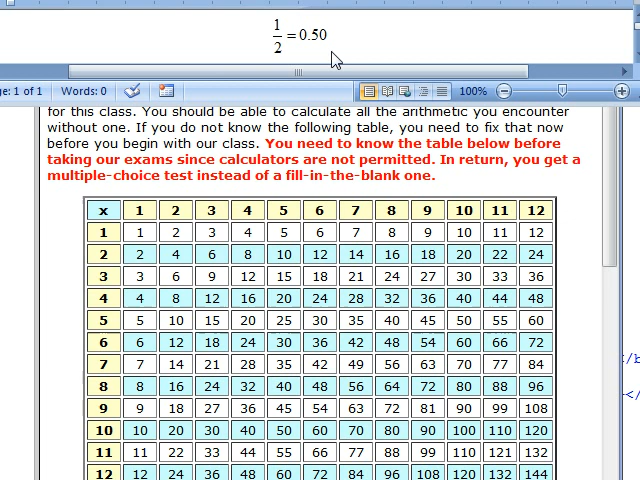 1/2 = 0.50
ge: 1 of 1 Words: 0 100%
for this class. You should be able to calculate all the arithmetic you encounter
without one. If you do not know the following table, you need to fix that now
before you begin with our class. You need to know the table below before
taking our exams since calculators are not permitted. In return, you get a
multiple-choice test instead of a fill-in-the-blank one.
x 1 2 3 4 5 6 7 8 9 10 11 12
1 1 2 3 4 5 6 7 8 9 10 11 12
2 2 4 6 8 10 12 14 16 18 20 22 24
3 3 6 9 12 15 18 21 24 27 30 33 36
4 4 8 12 16 20 24 28 32 36 40 44 48
5 5 10 15 20 25 30 35 40 45 50 55 60
6 6 12 18 24 30 36 42 48 54 60 66 72
7 7 14 21 28 35 42 49 56 63 70 77 84
8 8 16 24 32 40 48 56 64 72 80 88 96
9 9 18 27 36 45 54 63 72 81 90 99 108
10 10 20 30 40 50 60 70 80 90 100 110 120
11 11 22 33 44 55 66 77 88 99 110 121 132
12 12 24 36 48 60 72 84 96 108 120 132 144
</b
></